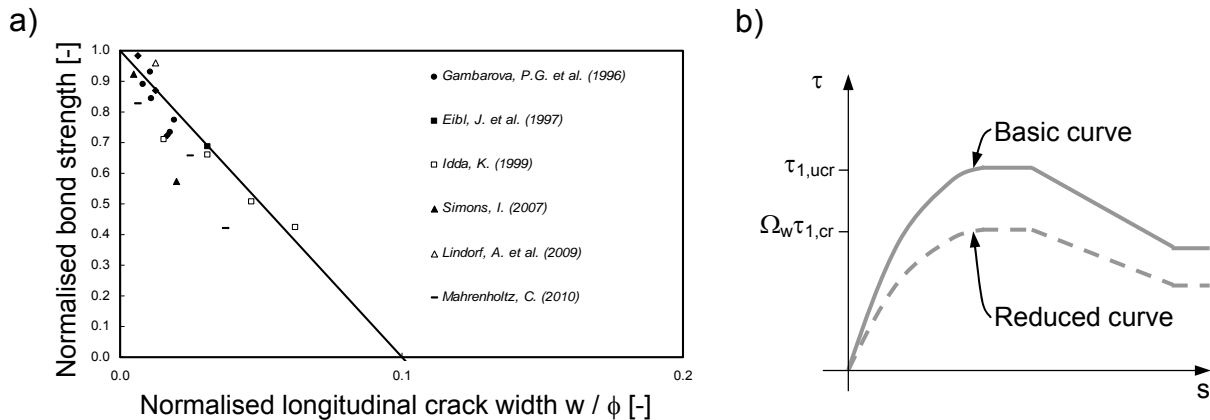 a)
Normalised bond strength [-]
1.0
0.9
0.8
0.7
0.6
0.5
0.4
0.3
0.2
0.1
0.0
0.0
0.1
0.2
Normalised longitudinal crack width w / ϕ [-]
Gambarova, P.G. et al. (1996)
Eibl, J. et al. (1997)
Idda, K. (1999)
Simons, I. (2007)
Lindorf, A. et al. (2009)
Mahrenholtz, C. (2010)
b)
τ
Basic curve
τ1,ucr
Ωwτ1,cr
Reduced curve
s